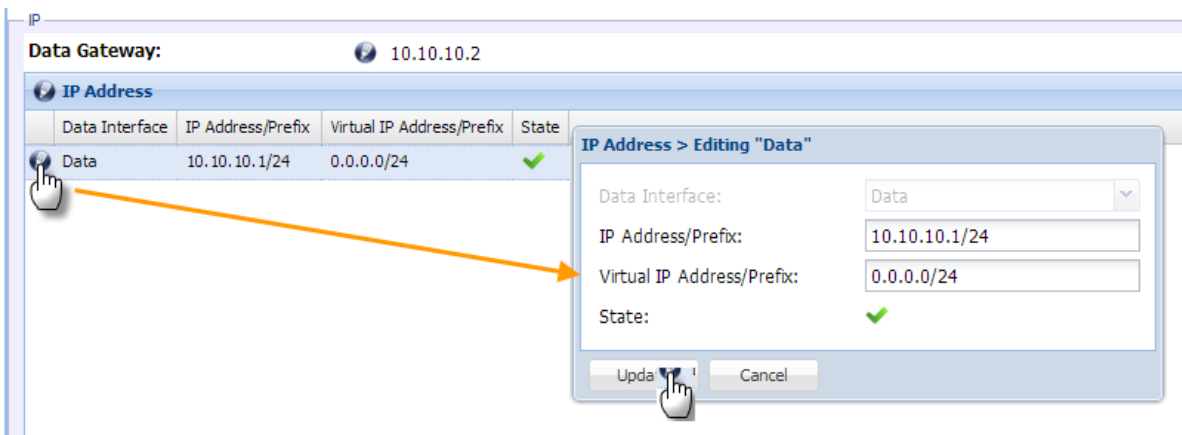 IP
Data Gateway: 10.10.10.2
IP Address
Data Interface IP Address/Prefix Virtual IP Address/Prefix State
Data 10.10.10.1/24 0.0.0.0/24
IP Address > Editing "Data"
Data Interface: Data
IP Address/Prefix: 10.10.10.1/24
Virtual IP Address/Prefix: 0.0.0.0/24
State:
Cancel